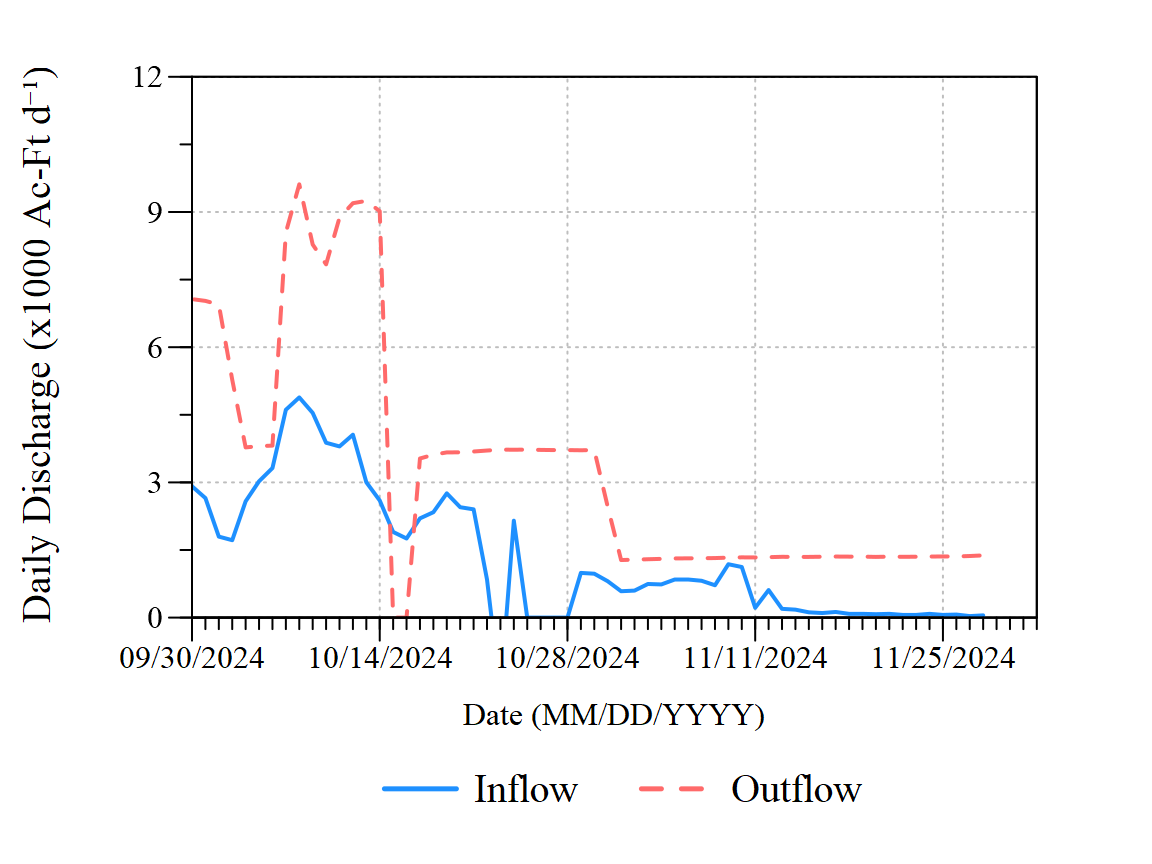 Daily Discharge (x1000 Ac-Ft d⁻¹)
12
9
6
3
0
09/30/2024 10/14/2024 10/28/2024 11/11/2024 11/25/2024
Date (MM/DD/YYYY)
Inflow Outflow